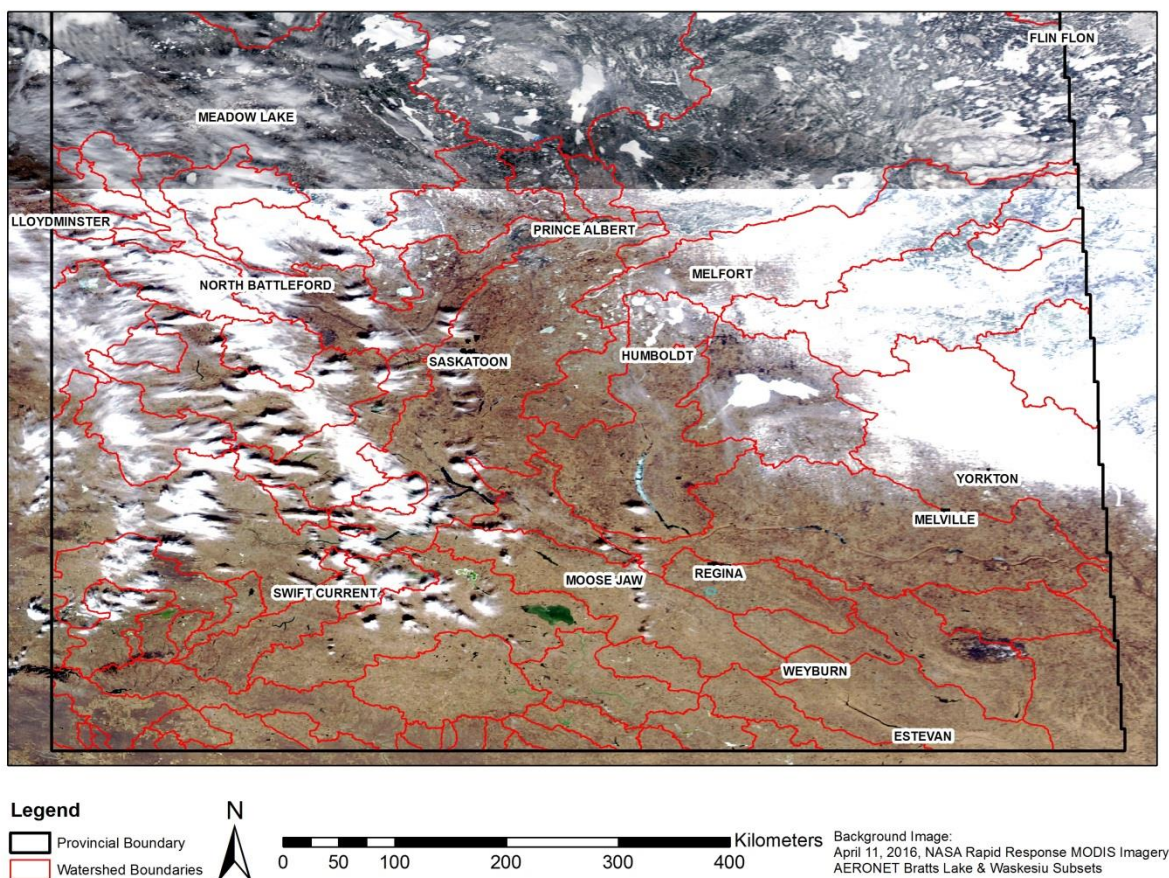 FLIN FLON
MEADOW LAKE
LLOYDMINSTER
PRINCE ALBERT
MELFORT
NORTH BATTLEFORD
HUMBOLDT
SASKATOON
YORKTON
MELVILLE
REGINA
MOOSE JAW
SWIFT CURRENT
WEYBURN
ESTEVAN
Legend
Provincial Boundary
Watershed Boundaries
N
Kilometers
0 50 100 200 300 400
Background Image:
April 11, 2016, NASA Rapid Response MODIS Imagery
AERONET Bratts Lake & Waskesiu Subsets